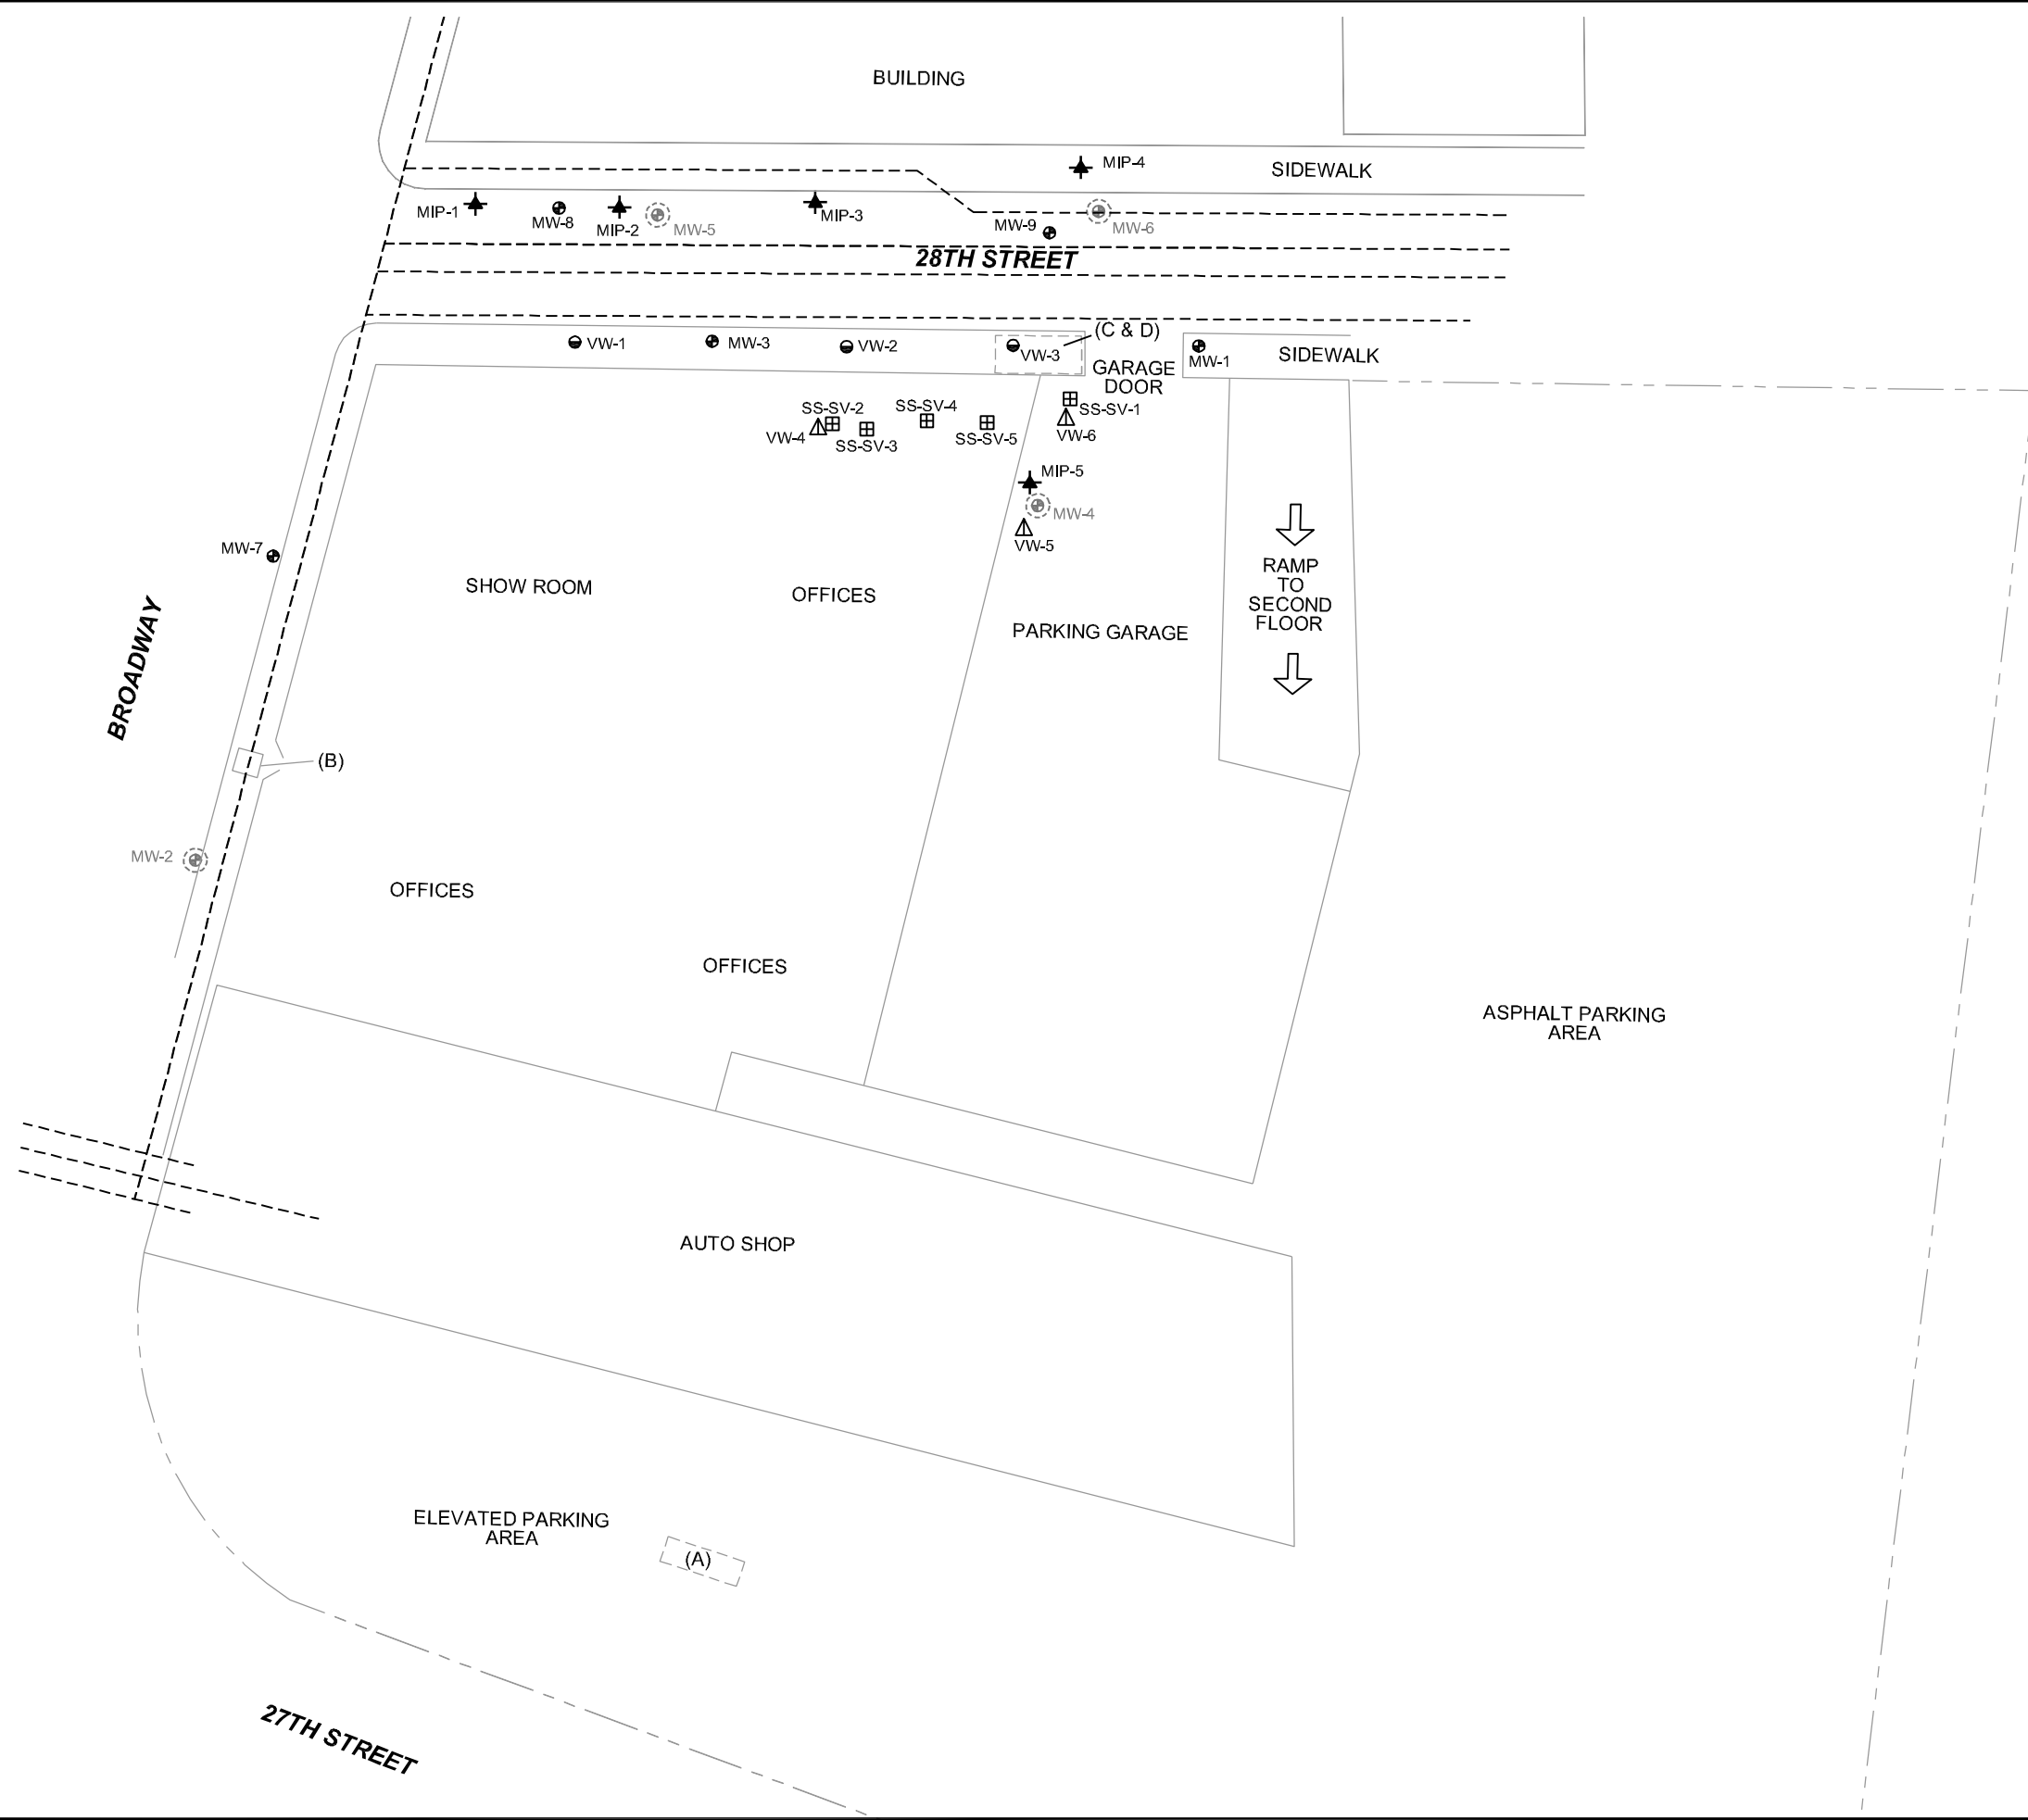 BUILDING
MIP-4
SIDEWALK
MIP-1
MW-8
MIP-2
MW-5
MIP-3
MW-9
MW-6
28TH STREET
(C & D)
VW-1
MW-3
VW-2
VW-3
MW-1
SIDEWALK
GARAGE
DOOR
SS-SV-2
SS-SV-4
SS-SV-1
VW-4
SS-SV-3
SS-SV-5
VW-6
MIP-5
MW-4
VW-5
MW-7
SHOW ROOM
OFFICES
RAMP
TO
SECOND
FLOOR
PARKING GARAGE
BROADWAY
(B)
MW-2
OFFICES
OFFICES
ASPHALT PARKING
AREA
AUTO SHOP
ELEVATED PARKING
AREA
(A)
27TH STREET